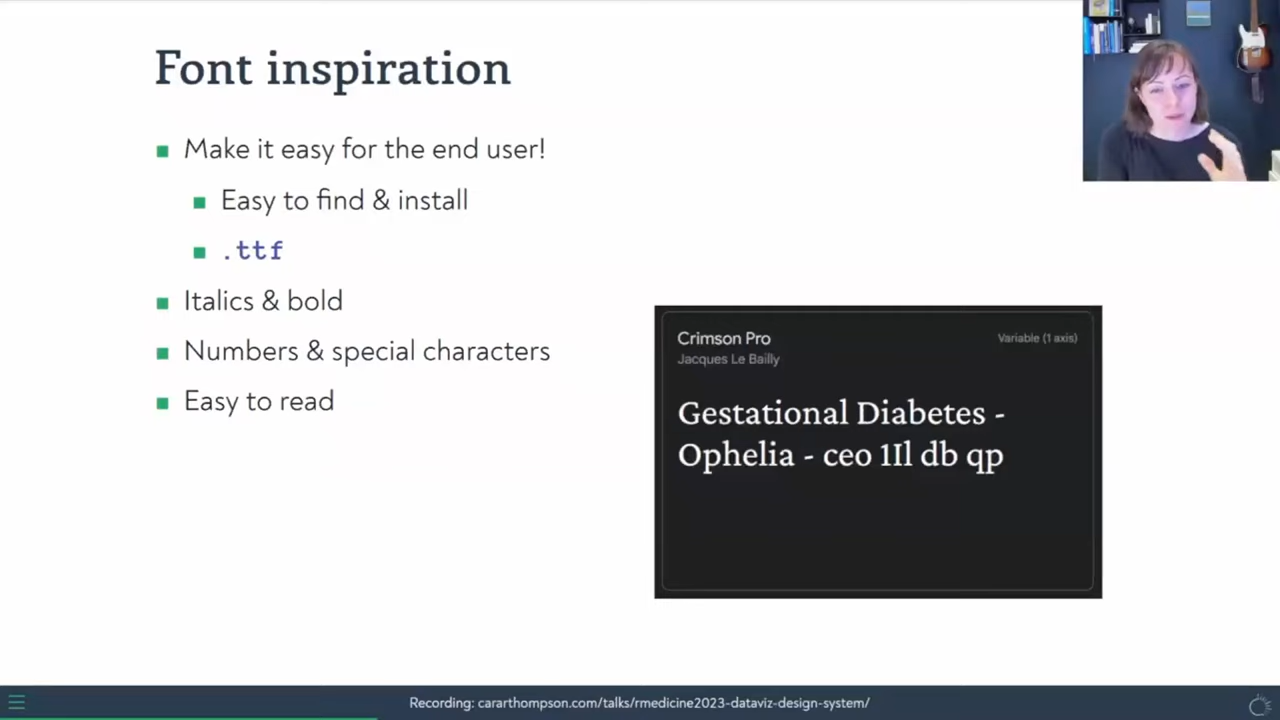 Font inspiration
Make it easy for the end user!
Easy to find & install
.ttf
Italics & bold
Numbers & special characters
Easy to read
Crimson Pro
Variable (1 axis)
Jacques Le Bailly
Gestational Diabetes -
Ophelia - ceo 1Il db qp
Recording: cararthompson.com/talks/rmedicine2023-dataviz-design-system/